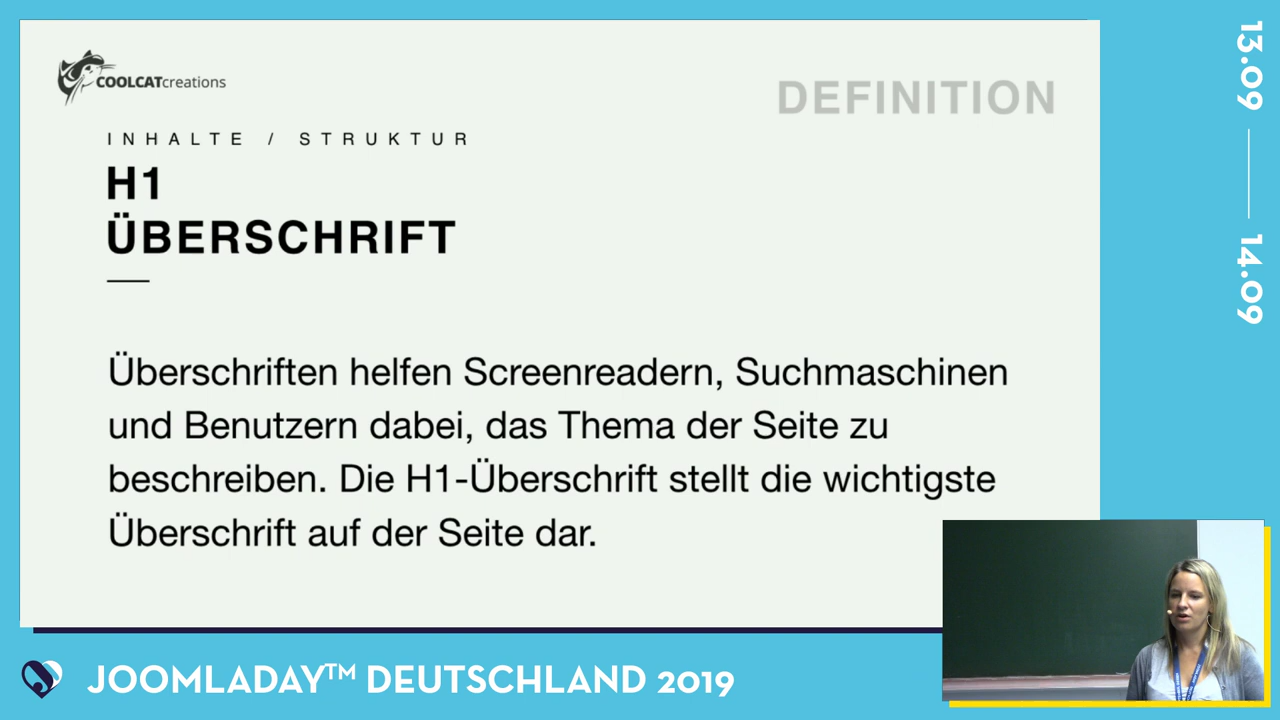 COOLCATcreations
DEFINITION
INHALTE / STRUKTUR
H1
ÜBERSCHRIFT
Überschriften helfen Screenreadern, Suchmaschinen
und Benutzern dabei, das Thema der Seite zu
beschreiben. Die H1-Überschrift stellt die wichtigste
Überschrift auf der Seite dar.
13.09
14.09
JOOMLADAY™ DEUTSCHLAND 2019